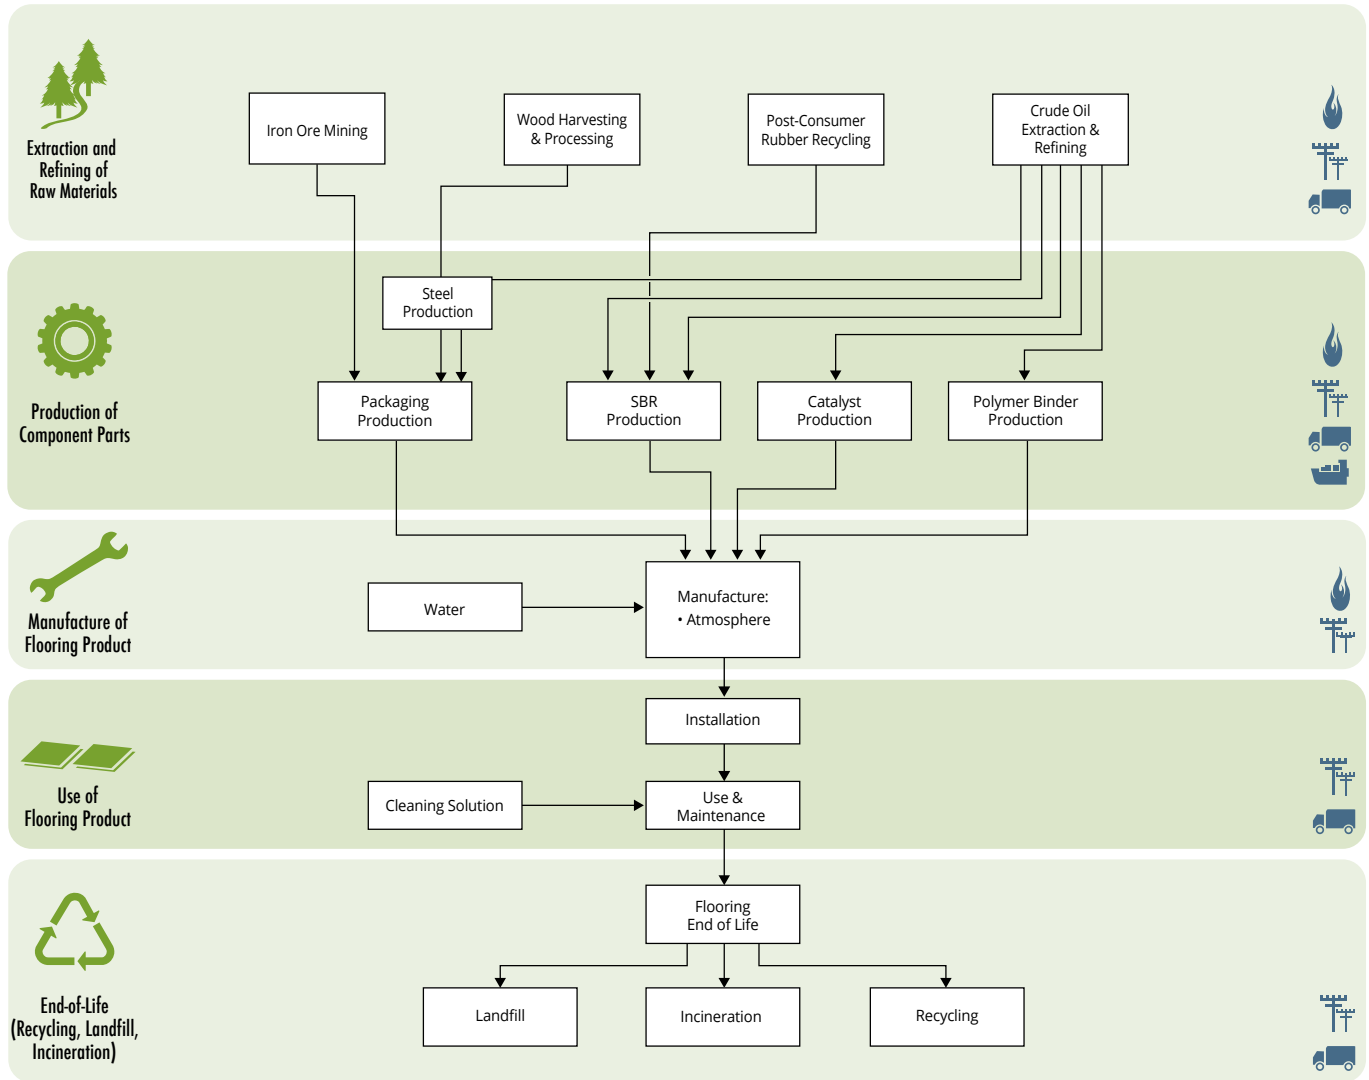 Extraction and
Refining of
Raw Materials
Iron Ore Mining
Wood Harvesting
& Processing
Post-Consumer
Rubber Recycling
Crude Oil
Extraction &
Refining
Production of
Component Parts
Steel
Production
Packaging
Production
SBR
Production
Catalyst
Production
Polymer Binder
Production
Manufacture of
Flooring Product
Water
Manufacture:
• Atmosphere
Use of
Flooring Product
Installation
Cleaning Solution
Use &
Maintenance
End-of-Life
(Recycling, Landfill,
Incineration)
Flooring
End of Life
Landfill
Incineration
Recycling